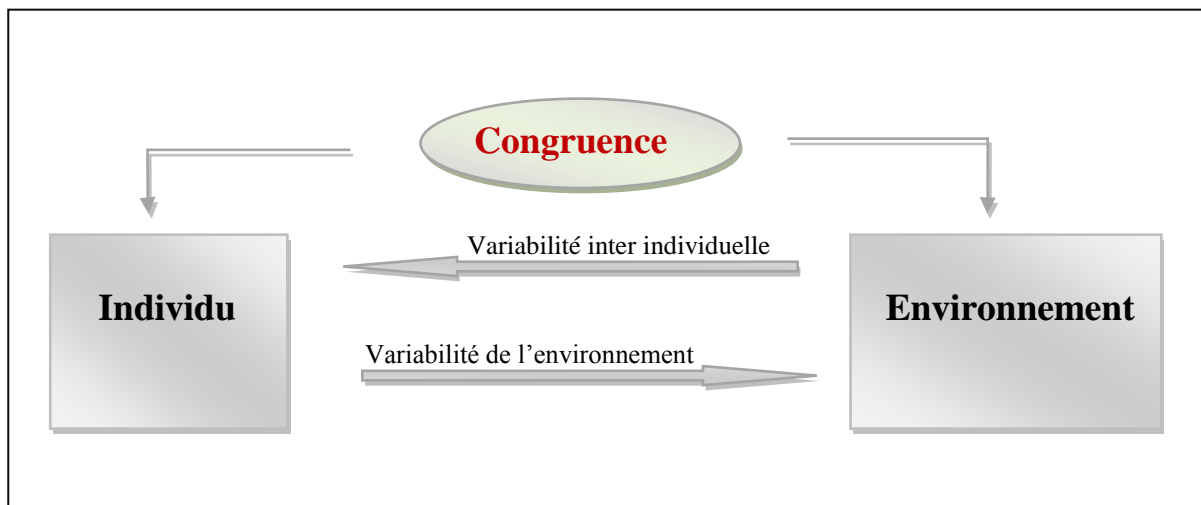 Congruence
Variabilité inter individuelle
Individu
Environnement
Variabilité de l’environnement